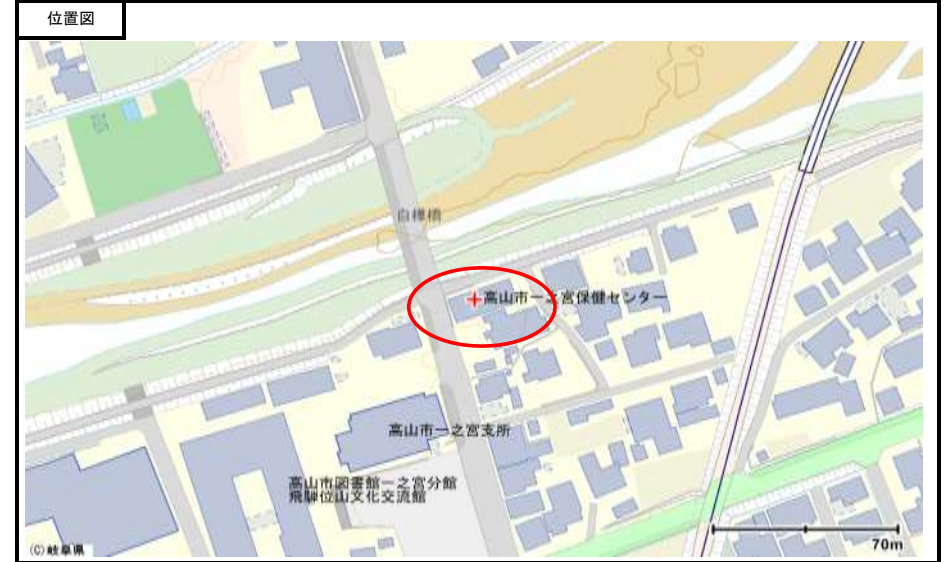 位置図
白樺橋
高山市一之宮保健センター
高山市一之宮支所
高山市図書館一之宮分館
飛騨位山文化交流館
(C)岐阜県
70m